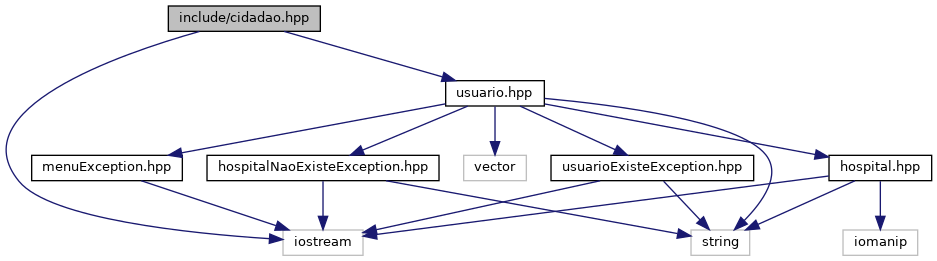 include/cidadao.hpp
usuario.hpp
menuException.hpp
hospitalNaoExisteException.hpp
vector
usuarioExisteException.hpp
hospital.hpp
iostream
string
iomanip